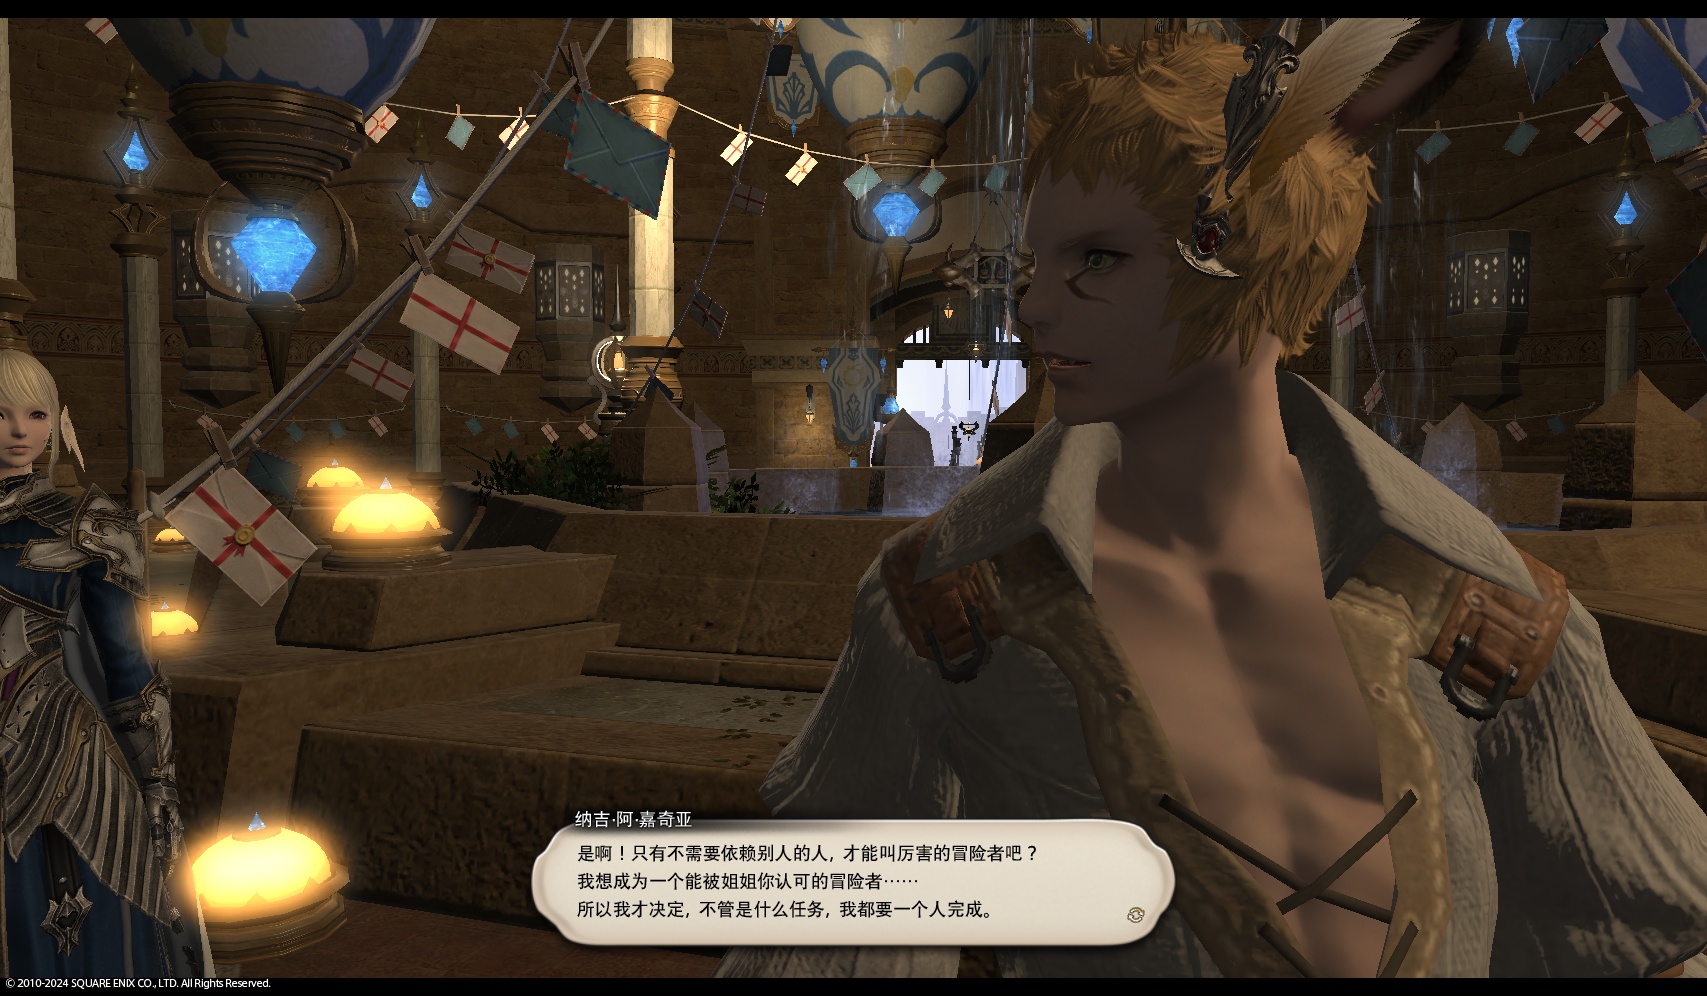 纳吉·阿·嘉奇亚
是啊！只有不需要依赖别人的人，才能叫厉害的冒险者吧？
我想成为一个能被姐姐你认可的冒险者……
所以我才决定，不管是什么任务，我都要一个人完成。
© 2010-2024 SQUARE ENIX CO., LTD. All Rights Reserved.